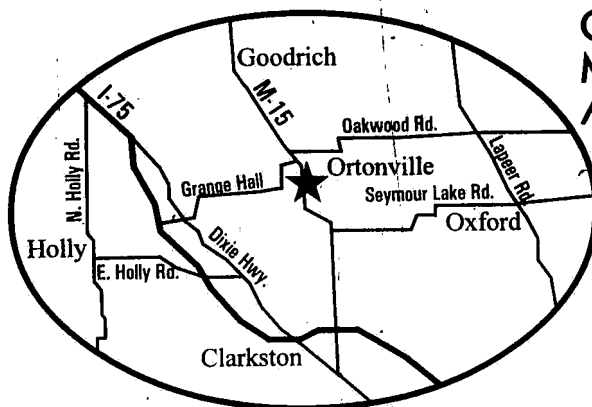 Goodrich
I-75
M-15
Oakwood Rd.
N. Holly Rd.
Grange Hall
Ortonville
Lapeer Rd.
Seymour Lake Rd.
Oxford
Holly
E. Holly Rd.
Dixie Hwy.
Clarkston